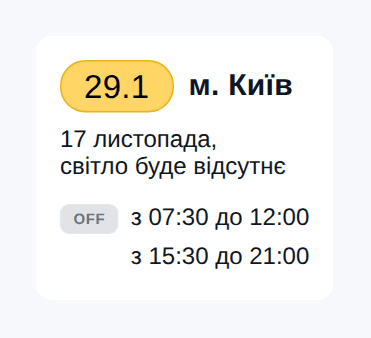 29.1 м. Київ
17 листопада,
світло буде відсутнє
OFF з 07:30 до 12:00
з 15:30 до 21:00